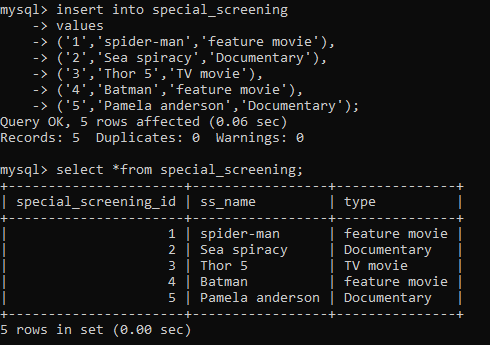 mysql> insert into special_screening
    -> values
    -> ('1','spider-man','feature movie'),
    -> ('2','Sea spiracy','Documentary'),
    -> ('3','Thor 5','TV movie'),
    -> ('4','Batman','feature movie'),
    -> ('5','Pamela anderson','Documentary');
Query OK, 5 rows affected (0.06 sec)
Records: 5  Duplicates: 0  Warnings: 0

mysql> select *from special_screening;
+----------------------+-----------------+---------------+
| special_screening_id | ss_name         | type          |
+----------------------+-----------------+---------------+
|                    1 | spider-man      | feature movie |
|                    2 | Sea spiracy     | Documentary   |
|                    3 | Thor 5          | TV movie      |
|                    4 | Batman          | feature movie |
|                    5 | Pamela anderson | Documentary   |
+----------------------+-----------------+---------------+
5 rows in set (0.00 sec)